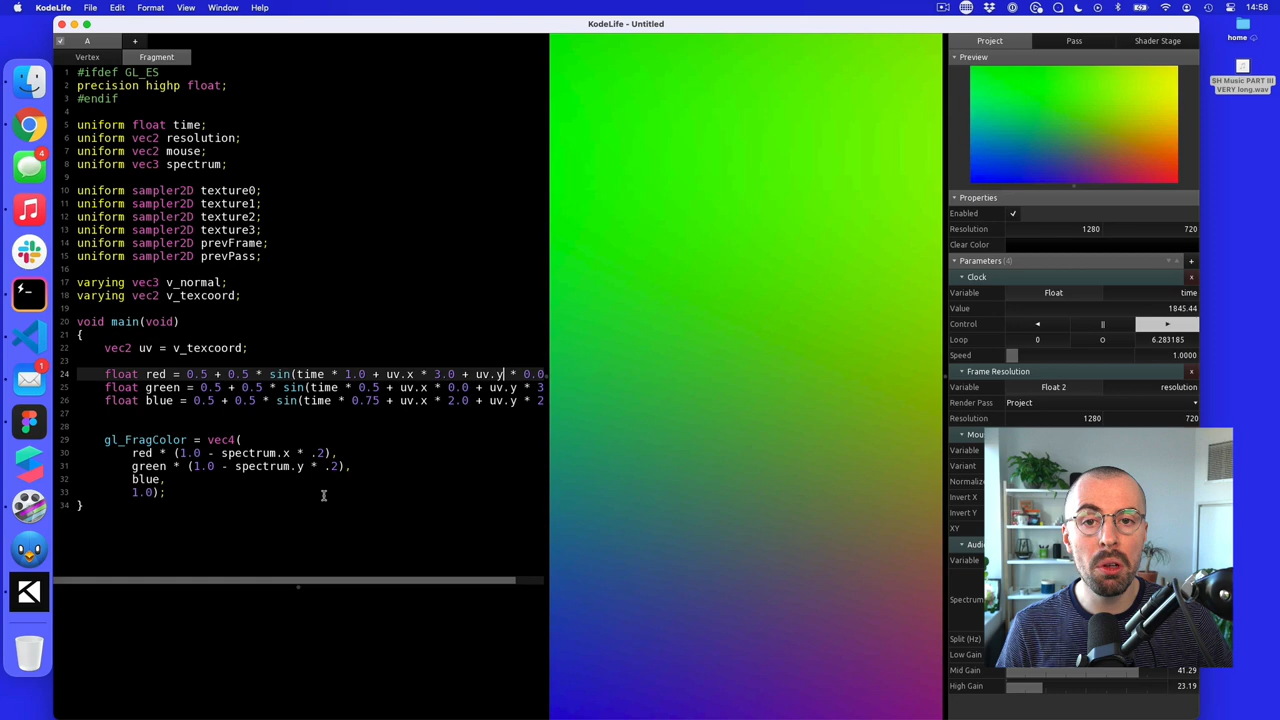 KodeLife File Edit Format View Windows Help
14:58
KodeLife - Untitled
A +
Vertex Fragment
1 #ifdef GL_ES
2 precision highp float;
3 #endif
4
5 uniform float time;
6 uniform vec2 resolution;
7 uniform vec2 mouse;
8 uniform vec3 spectrum;
9
10 uniform sampler2D texture0;
11 uniform sampler2D texture1;
12 uniform sampler2D texture2;
13 uniform sampler2D texture3;
14 uniform sampler2D prevFrame;
15 uniform sampler2D prevPass;
16
17 varying vec3 v_normal;
18 varying vec2 v_texcoord;
19
20 void main(void)
21 {
22 vec2 uv = v_texcoord;
23
24 float red = 0.5 + 0.5 * sin(time * 1.0 + uv.x * 3.0 + uv.y * 0.0
25 float green = 0.5 + 0.5 * sin(time * 0.5 + uv.x * 0.0 + uv.y * 3
26 float blue = 0.5 + 0.5 * sin(time * 0.75 + uv.x * 2.0 + uv.y * 2
27
28
29 gl_FragColor = vec4(
30 red * (1.0 - spectrum.x * .2),
31 green * (1.0 - spectrum.y * .2),
32 blue,
33 1.0);
34 }
Project Pass Shader Stage
Preview
Properties
Enabled
Resolution 1280 720
Clear Color
Parameters (4) +
Clock x
Variable Float time
Value 1845.44
Control
Loop 0 O 6.283185
Speed 1.0000
Frame Resolution x
Variable Float 2 resolution
Render Pass Project
Resolution 1280 720
Mou
Variable
Variant
Normaliz
Invert X
Invert Y
XY
Audi
Variable
Spectrum
Split (Hz)
Low Gain
Mid Gain 41.29
High Gain 23.19
home
SH Music PART III
VERY long.wav
4
1